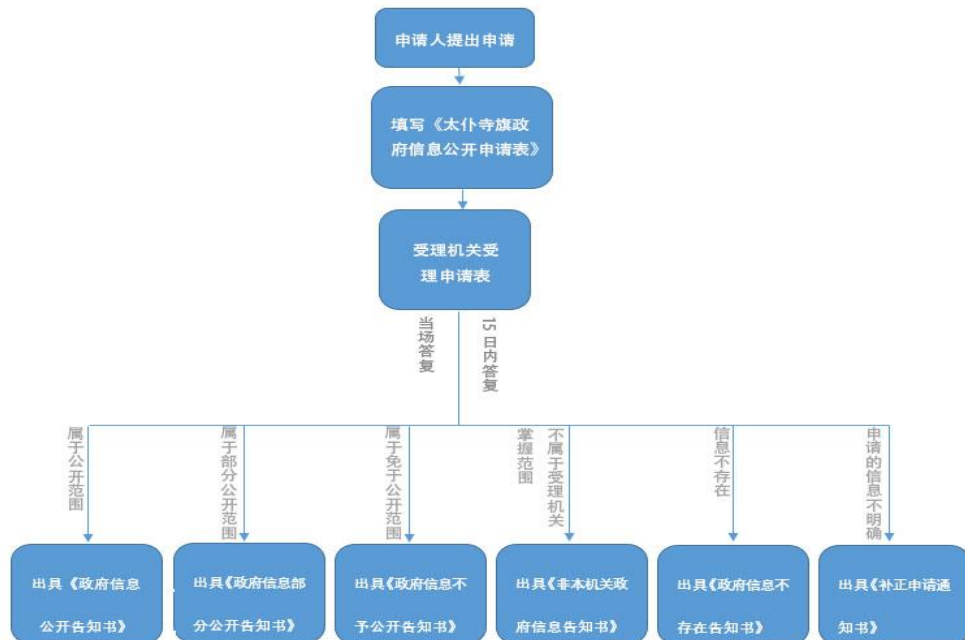 申请人提出申请
填写《太仆寺旗政
府信息公开申请表》
受理机关受
理申请表
当场答复
15日内答复
属于公开范围
属于部分公开范围
属于免于公开范围
不属于受理机关
掌握范围
信息不存在
申请的信息不明确
出具《政府信息
公开告知书》
出具《政府信息部
分公开告知书》
出具《政府信息不
予公开告知书》
出具《非本机关政
府信息告知书》
出具《政府信息不
存在告知书》
出具《补正申请通
知书》